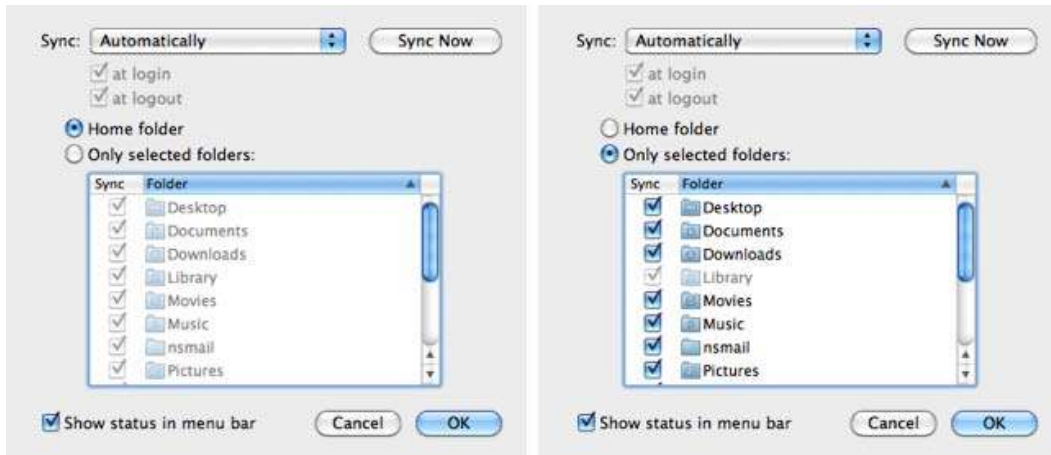 Sync: Automatically Sync Now
at login
at logout
Home folder
Only selected folders:
Sync Folder
Desktop
Documents
Downloads
Library
Movies
Music
nsmail
Pictures
Show status in menu bar Cancel OK
Sync: Automatically Sync Now
at login
at logout
Home folder
Only selected folders:
Sync Folder
Desktop
Documents
Downloads
Library
Movies
Music
nsmail
Pictures
Show status in menu bar Cancel OK